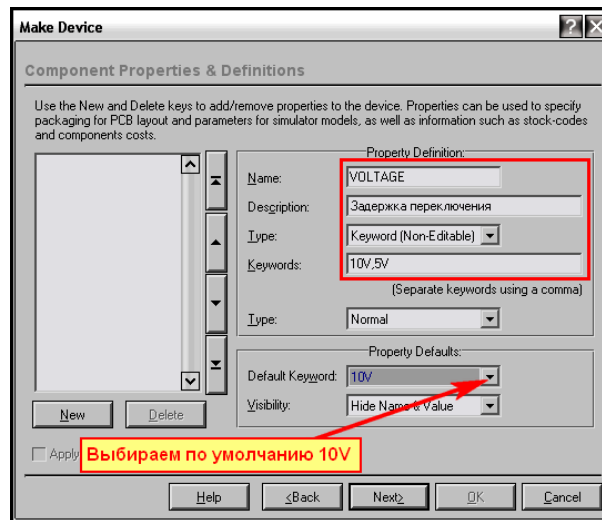 Make Device
Component Properties & Definitions
Use the New and Delete keys to add/remove properties to the device. Properties can be used to specify
packaging for PCB layout and parameters for simulator models, as well as information such as stock-codes
and components costs.
Property Definition:
Name: VOLTAGE
Description: Задержка переключения
Type: Keyword (Non-Editable)
Keywords: 10V,5V
(Separate keywords using a comma)
Type: Normal
Property Defaults:
Default Keyword: 10V
Visibility: Hide Name & Value
New Delete
Apply
Выбираем по умолчанию 10V
Help <Back Next> OK Cancel